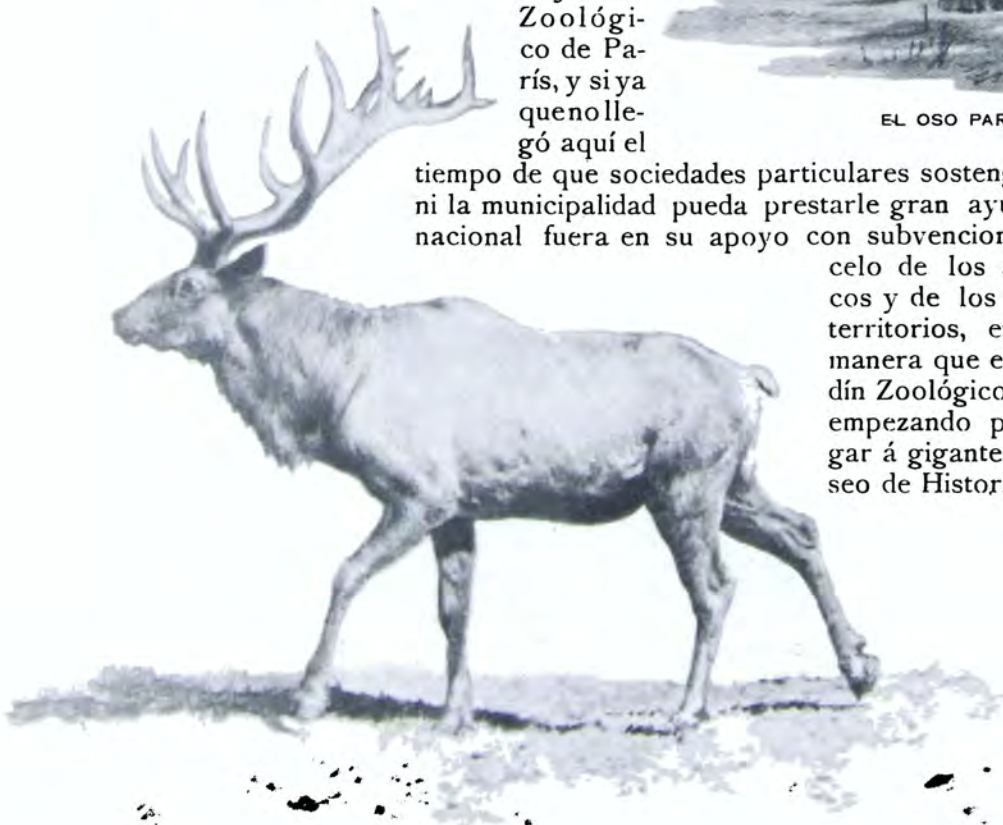 Zoológi-
co de Pa-
rís, y si ya
que no lle-
gó aquí el
EL OSO PAR
tiempo de que sociedades particulares sosten
ni la municipalidad pueda prestarle gran ay
nacional fuera en su apoyo con subvencion
celo de los
cos y de los
territorios, e
manera que e
dín Zoológico
empezando p
gar á gigante
seo de Histor